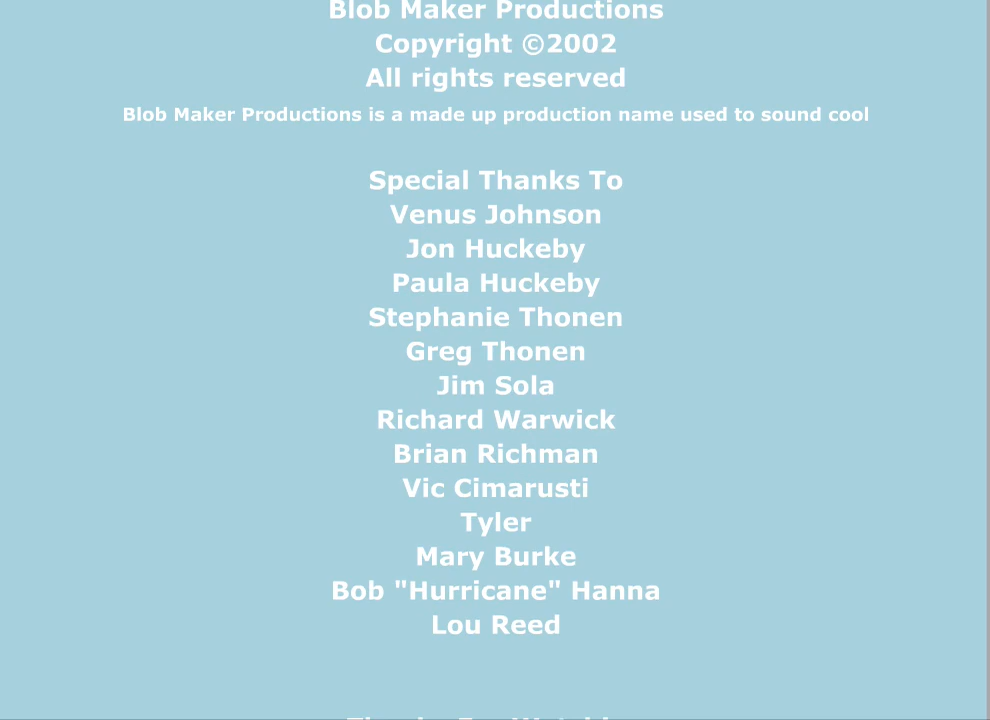 Blob Maker Productions
Copyright ©2002
All rights reserved
Blob Maker Productions is a made up production name used to sound cool
Special Thanks To
Venus Johnson
Jon Huckeby
Paula Huckeby
Stephanie Thonen
Greg Thonen
Jim Sola
Richard Warwick
Brian Richman
Vic Cimarusti
Tyler
Mary Burke
Bob "Hurricane" Hanna
Lou Reed